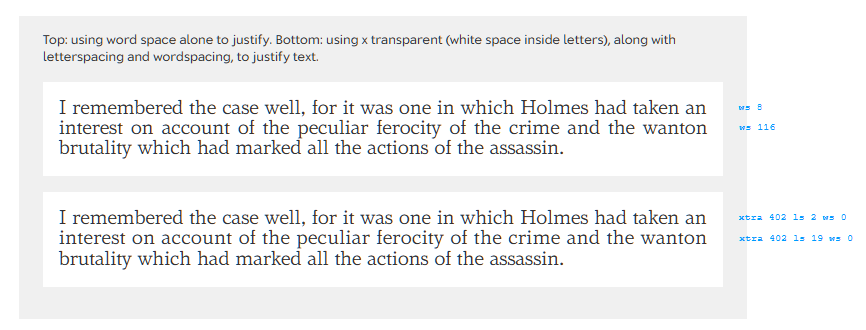 Top: using word space alone to justify. Bottom: using x transparent (white space inside letters), along with
letterspacing and wordspacing, to justify text.
I remembered the case well, for it was one in which Holmes had taken an
ws 8
interest on account of the peculiar ferocity of the crime and the wanton
ws 116
brutality which had marked all the actions of the assassin.
I remembered the case well, for it was one in which Holmes had taken an
xtra 402 ls 2 ws 0
interest on account of the peculiar ferocity of the crime and the wanton
xtra 402 ls 19 ws 0
brutality which had marked all the actions of the assassin.